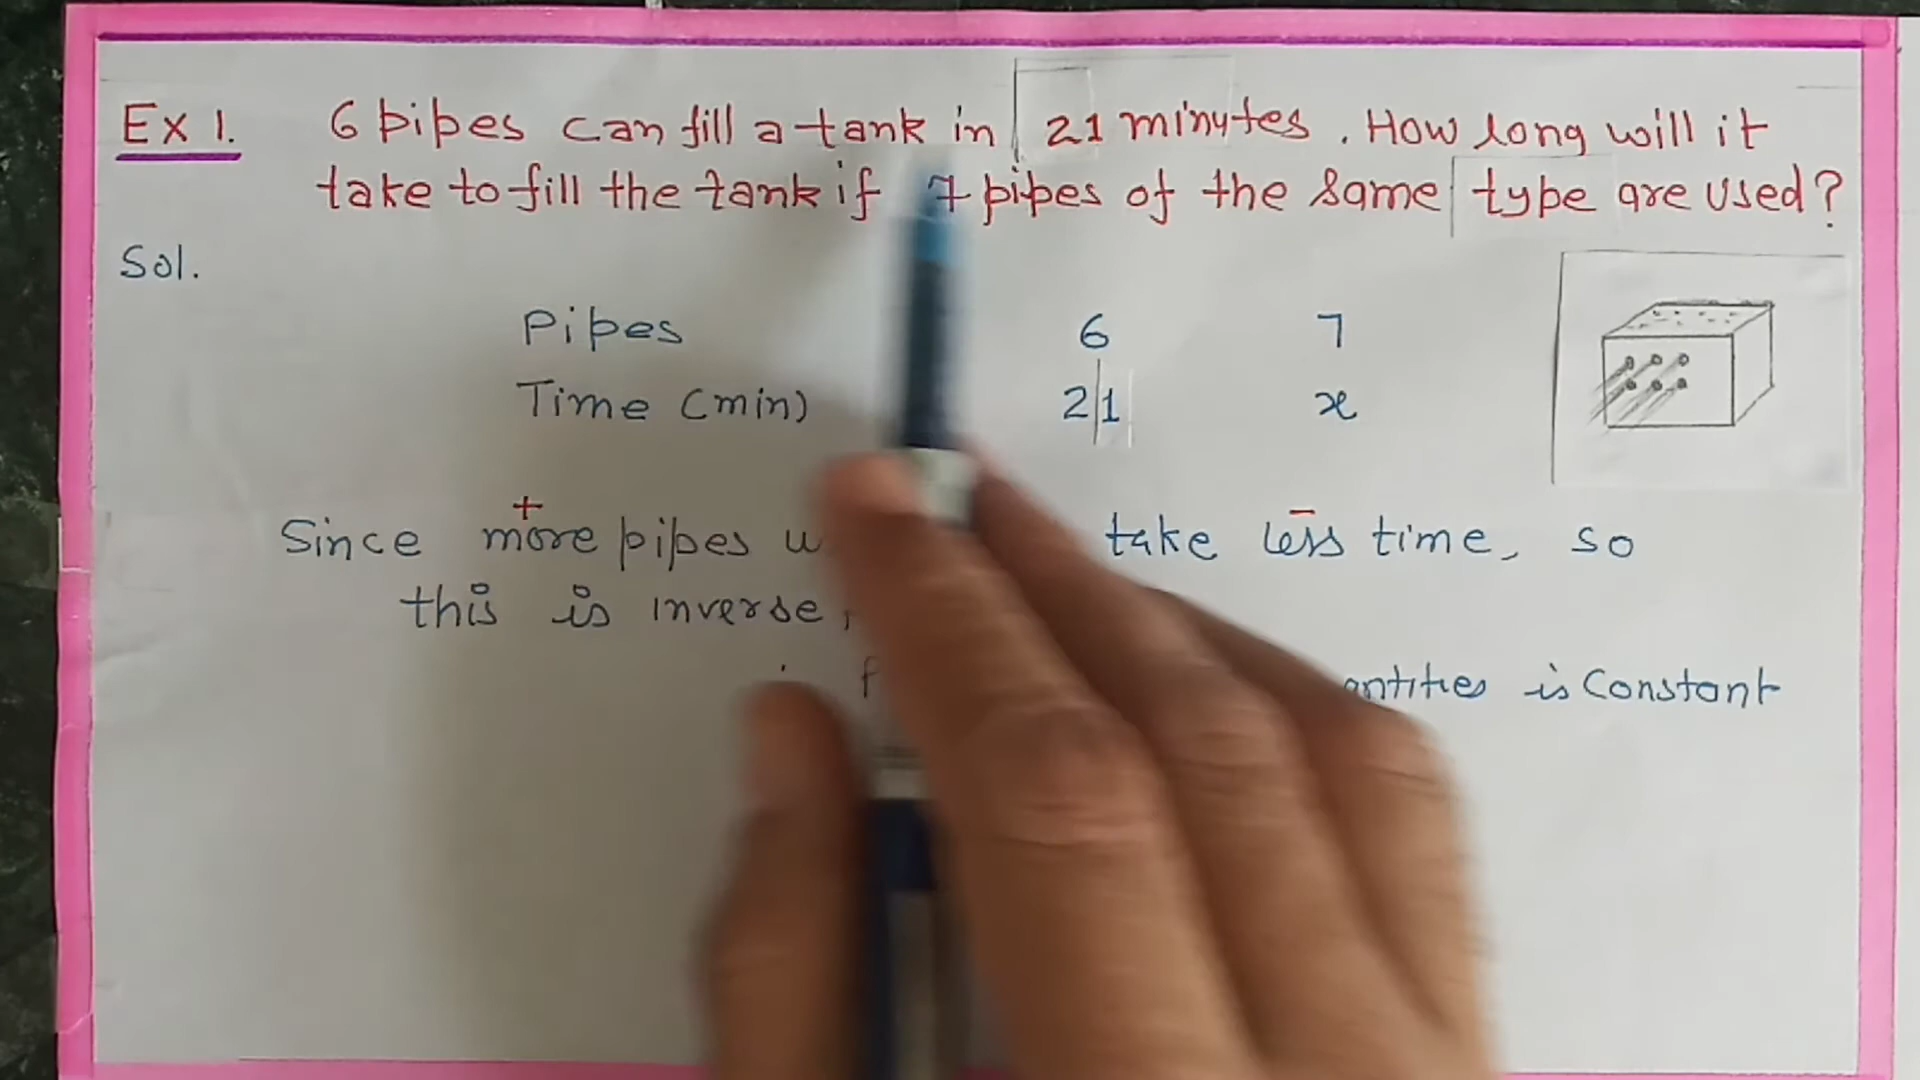 Ex 1. 6 pipes can fill a tank in 21 minutes. How long will it
take to fill the tank if 7 pipes of the same type are used?
Sol.
Pipes 6 7
Time (min) 21 x
+ -
Since more pipes take less time, so
this is inverse,
is constant